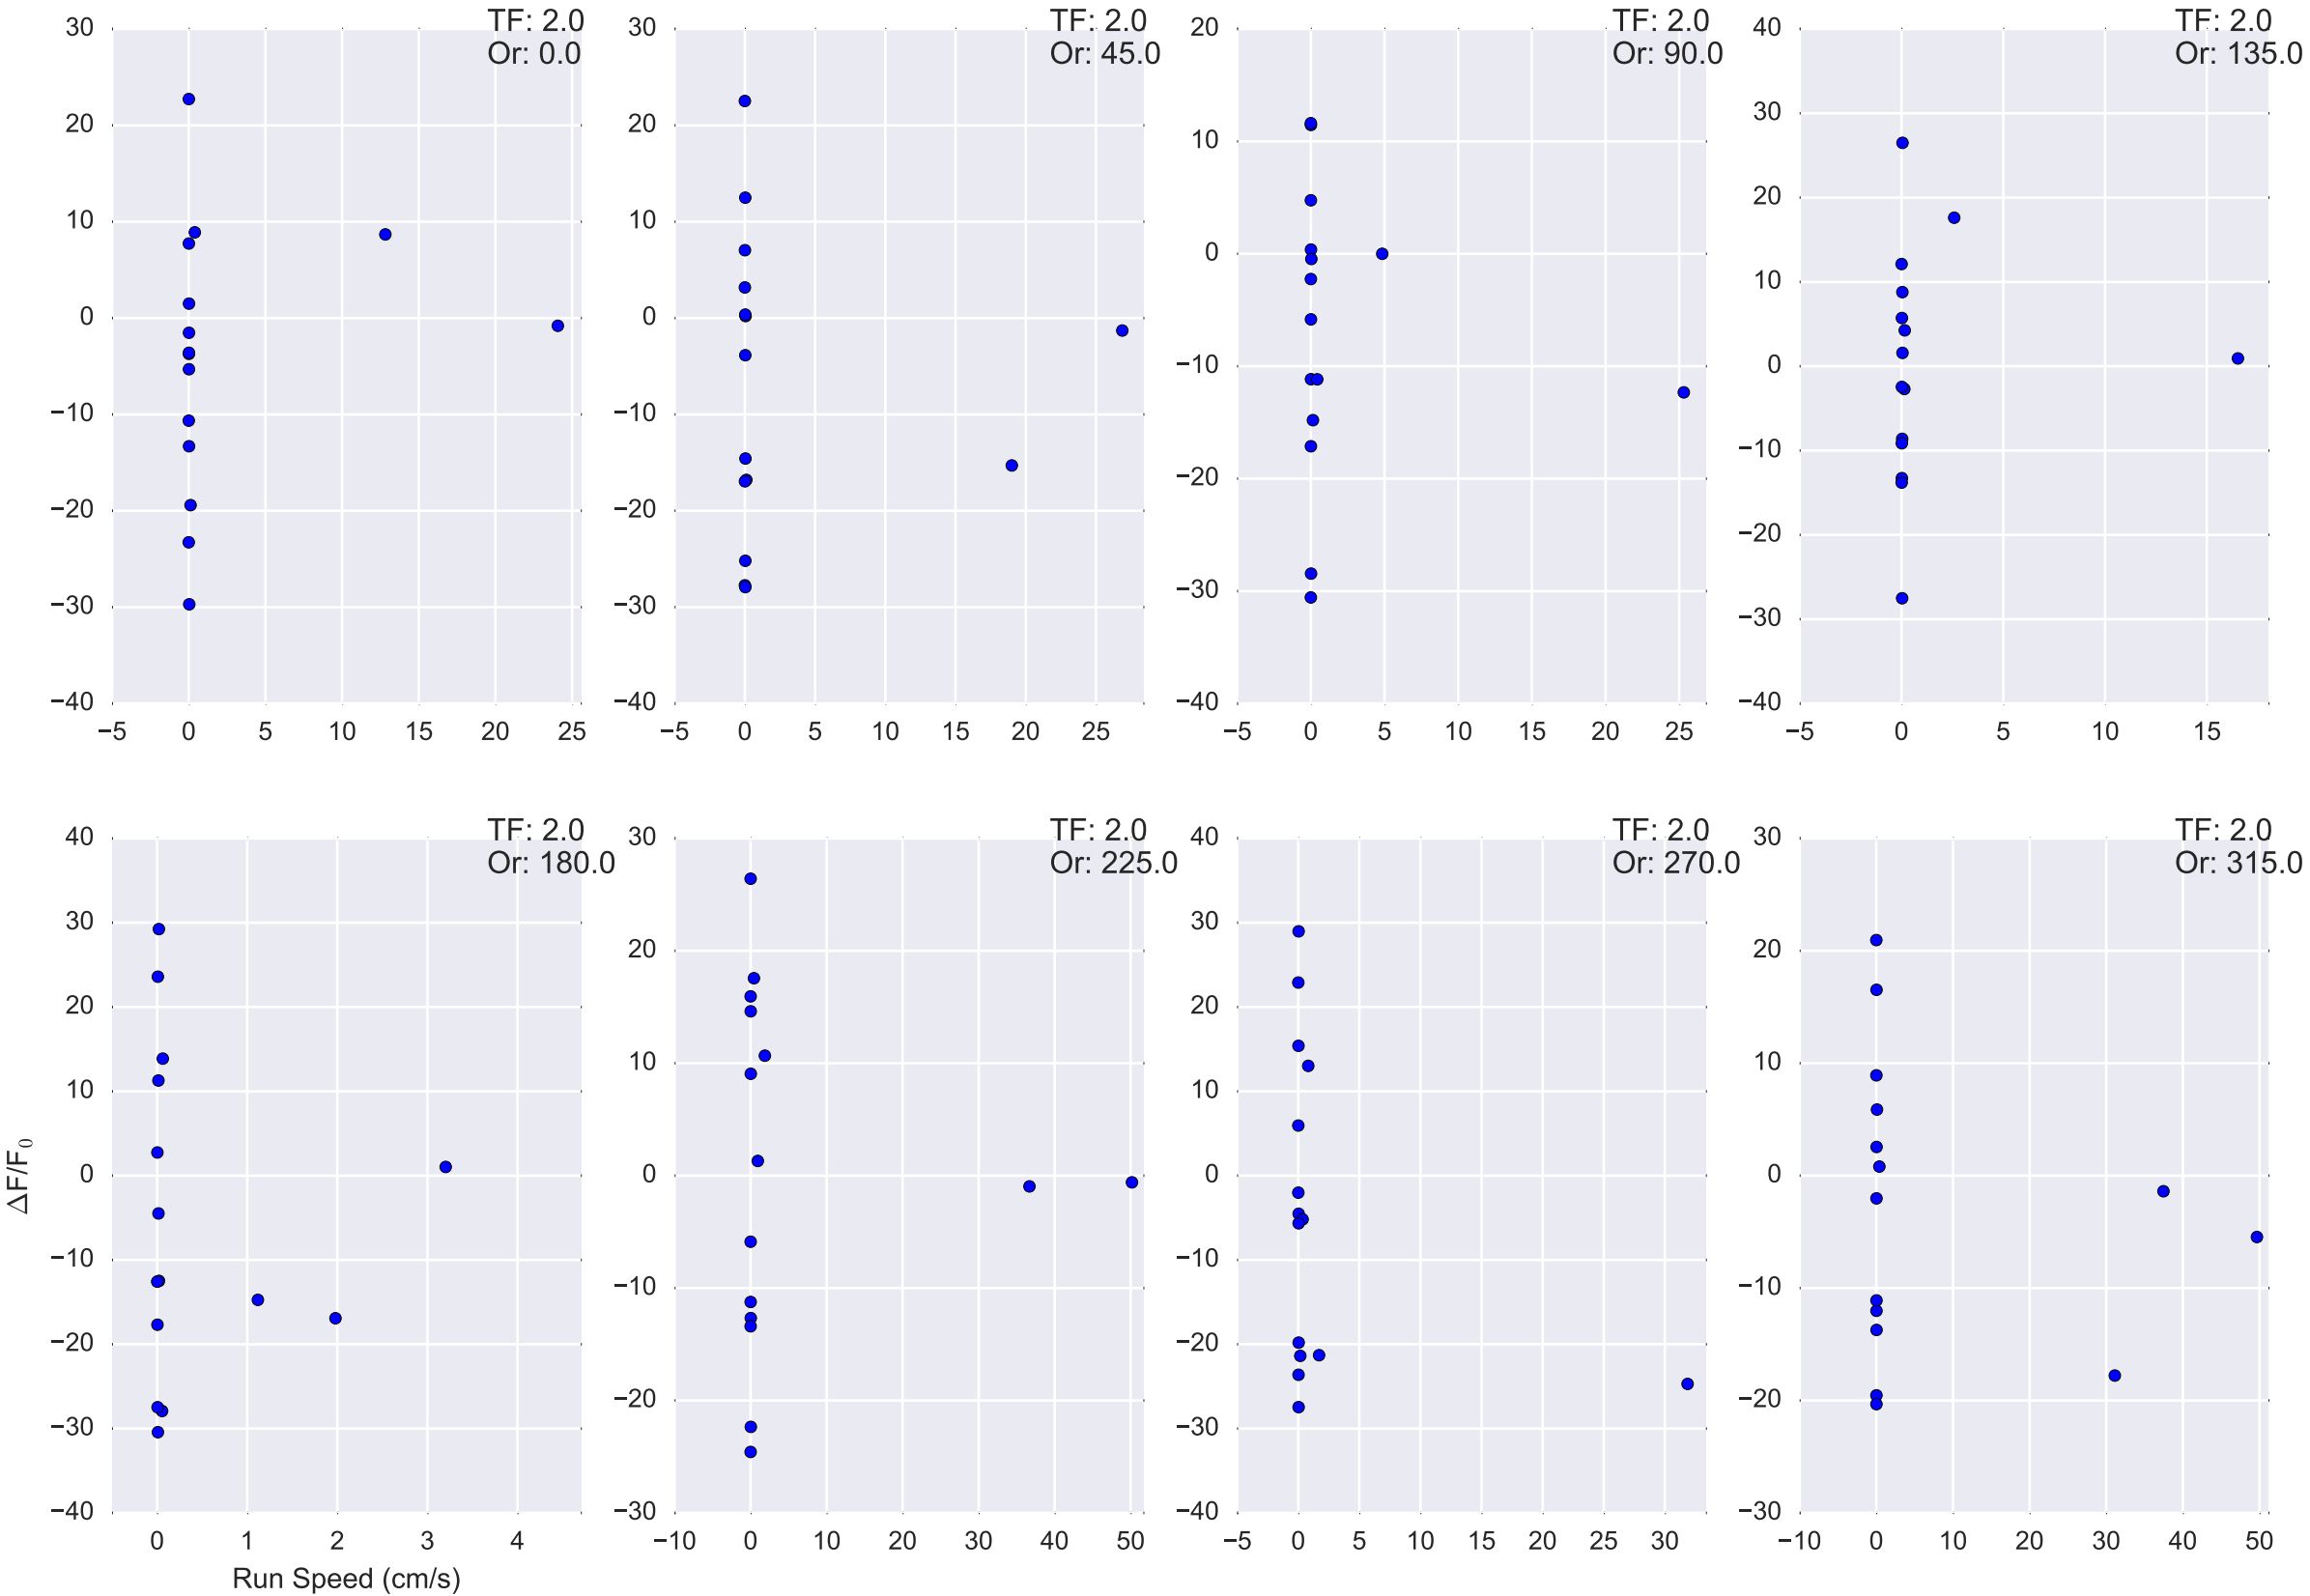 TF: 2.0
Or: 0.0
30
20
10
0
−10
−20
−30
−40
−5 0 5 10 15 20 25
TF: 2.0
Or: 45.0
30
20
10
0
−10
−20
−30
−40
−5 0 5 10 15 20 25
TF: 2.0
Or: 90.0
20
10
0
−10
−20
−30
−40
−5 0 5 10 15 20 25
TF: 2.0
Or: 135.0
40
30
20
10
0
−10
−20
−30
−40
−5 0 5 10 15
TF: 2.0
Or: 180.0
40
30
20
10
0
−10
−20
−30
−40
0 1 2 3 4
Run Speed (cm/s)
ΔF/F₀
TF: 2.0
Or: 225.0
30
20
10
0
−10
−20
−30
−10 0 10 20 30 40 50
TF: 2.0
Or: 270.0
40
30
20
10
0
−10
−20
−30
−40
−5 0 5 10 15 20 25 30
TF: 2.0
Or: 315.0
30
20
10
0
−10
−20
−30
−10 0 10 20 30 40 50